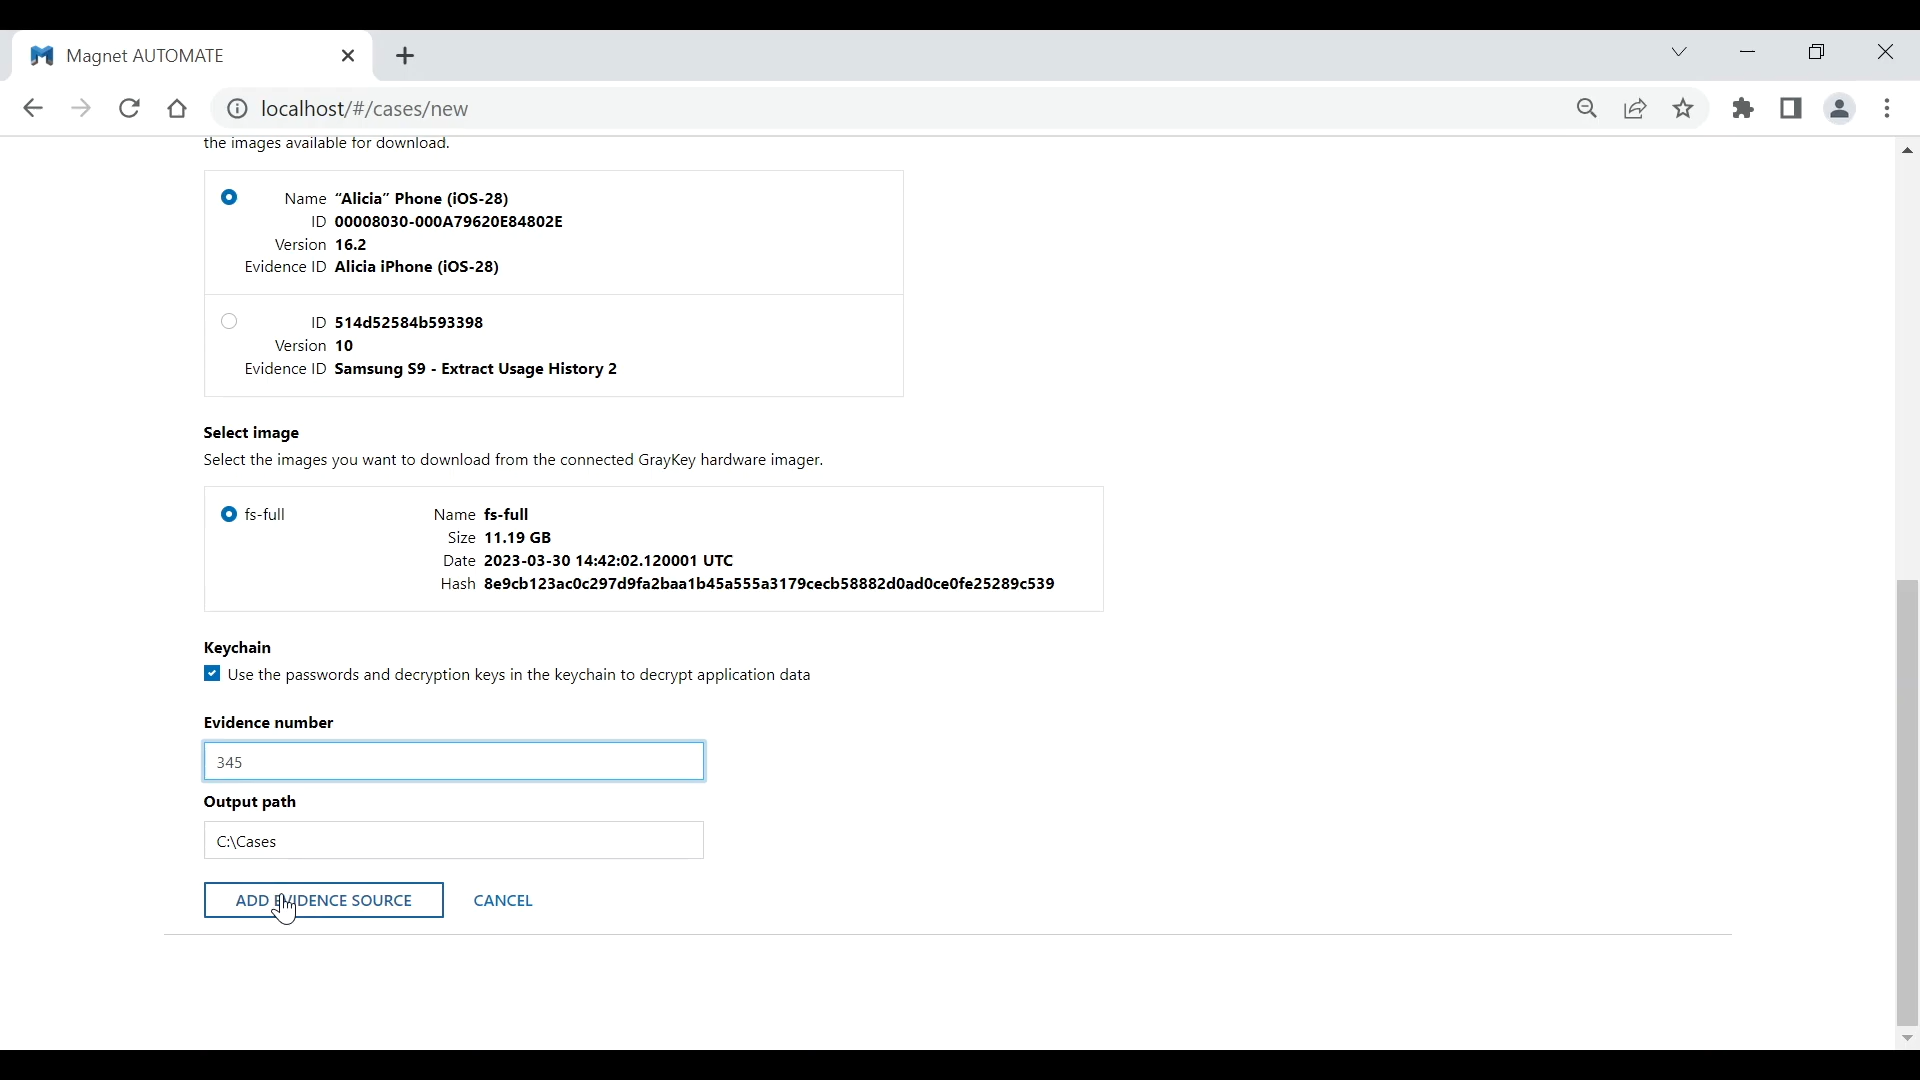 Magnet AUTOMATE
localhost/#/cases/new
the images available for download.
Name "Alicia" Phone (iOS-28)
ID 00008030-000A79620E84802E
Version 16.2
Evidence ID Alicia iPhone (iOS-28)
ID 514d52584b593398
Version 10
Evidence ID Samsung S9 - Extract Usage History 2
Select image
Select the images you want to download from the connected GrayKey hardware imager.
fs-full Name fs-full
Size 11.19 GB
Date 2023-03-30 14:42:02.120001 UTC
Hash 8e9cb123ac0c297d9fa2baa1b45a555a3179cecb58882d0ad0ce0fe25289c539
Keychain
Use the passwords and decryption keys in the keychain to decrypt application data
Evidence number
345
Output path
C:\Cases
ADD EVIDENCE SOURCE CANCEL